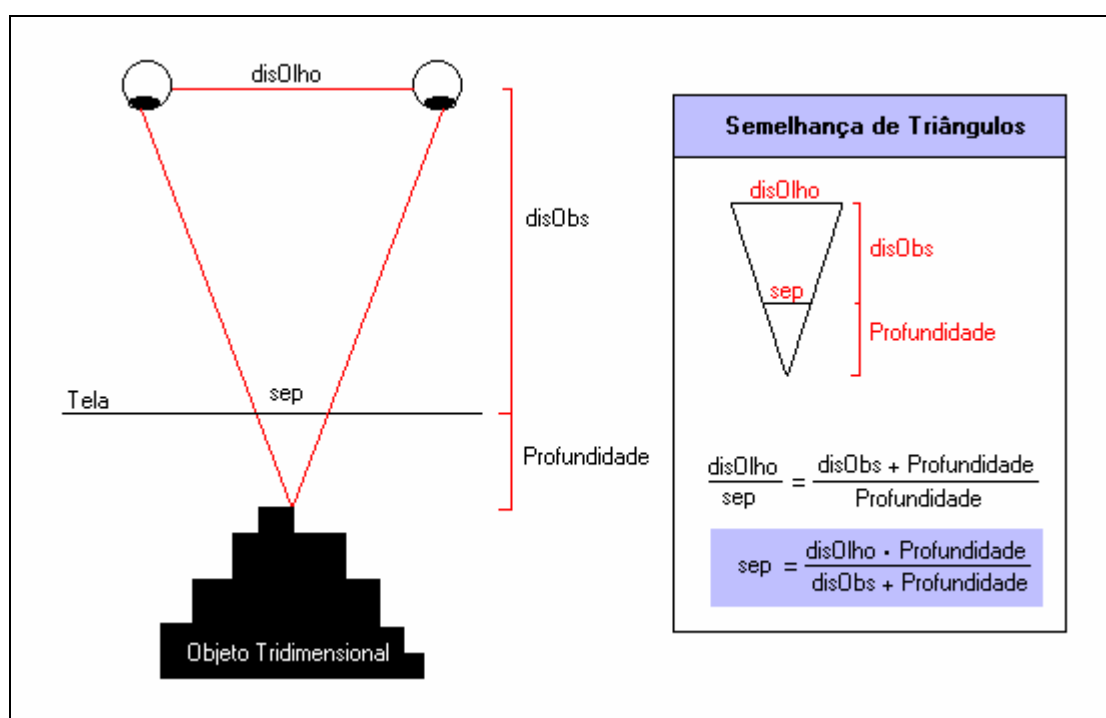 disOlho
disObs
sep
Tela
Profundidade
Objeto Tridimensional
Semelhança de Triângulos
disOlho
disObs
sep
Profundidade
disOlho / sep = disObs + Profundidade / Profundidade
sep = disOlho · Profundidade / disObs + Profundidade